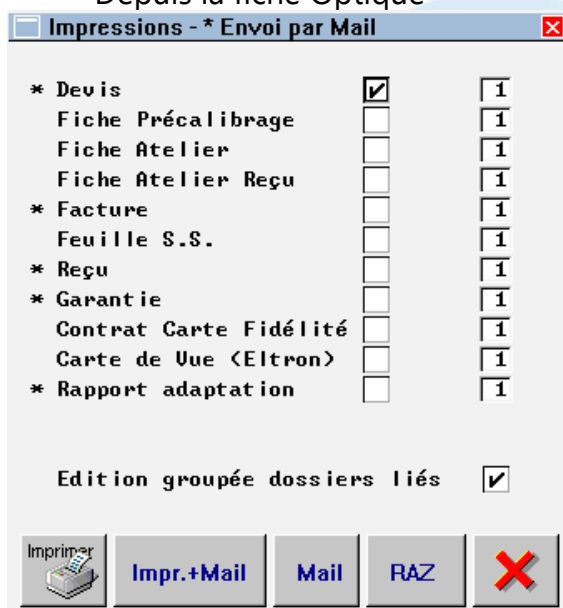 Depuis la fiche Optique
Impressions - * Envoi par Mail
* Devis 1
Fiche Précalibrage 1
Fiche Atelier 1
Fiche Atelier Reçu 1
* Facture 1
Feuille S.S. 1
* Reçu 1
* Garantie 1
Contrat Carte Fidélité 1
Carte de Vue (Eltron) 1
* Rapport adaptation 1
Edition groupée dossiers liés
Imprimer Impr.+Mail Mail RAZ